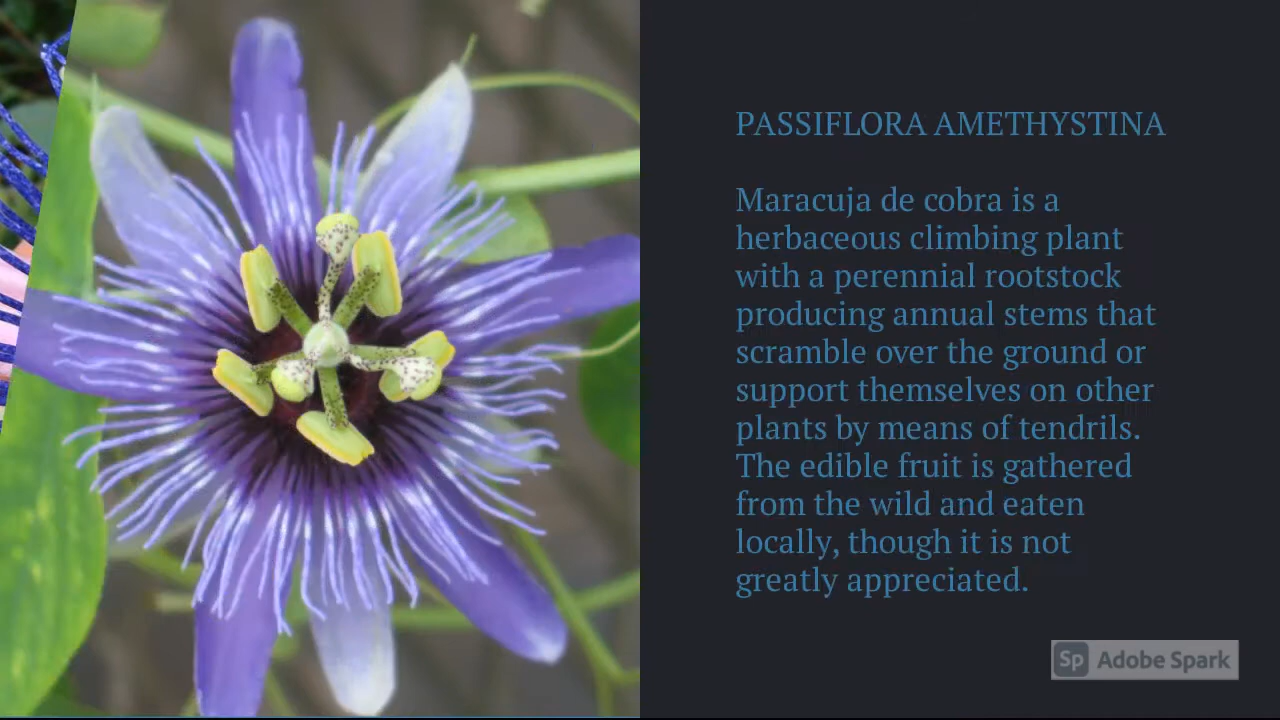 PASSIFLORA AMETHYSTINA
Maracuja de cobra is a
herbaceous climbing plant
with a perennial rootstock
producing annual stems that
scramble over the ground or
support themselves on other
plants by means of tendrils.
The edible fruit is gathered
from the wild and eaten
locally, though it is not
greatly appreciated.
Sp Adobe Spark